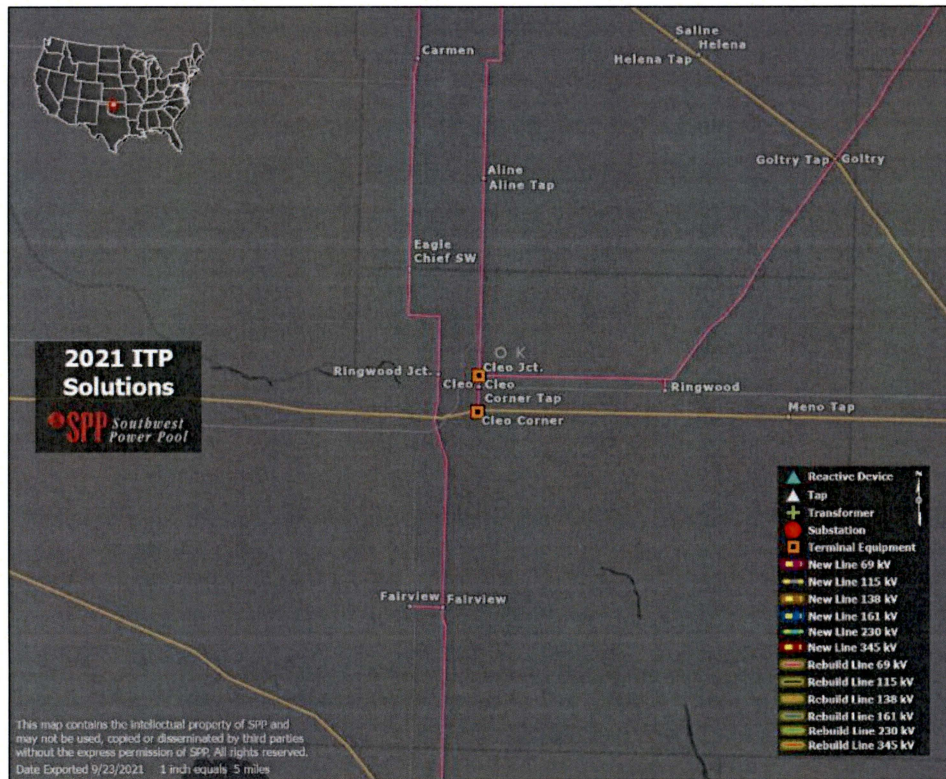 Carmen
Saline
Helena
Helena Tap
Goltry Tap
Goltry
Aline
Aline Tap
Eagle
Chief SW
O K
2021 ITP
Solutions
SPP Southwest
Power Pool
Ringwood Jct.
Cleo Jct.
Cleo
Cleo
Corner Tap
Ringwood
Cleo Corner
Meno Tap
Fairview
Fairview
N
Reactive Device
Tap
Transformer
Substation
Terminal Equipment
New Line 69 kV
New Line 115 kV
New Line 138 kV
New Line 161 kV
New Line 230 kV
New Line 345 kV
Rebuild Line 69 kV
Rebuild Line 115 kV
Rebuild Line 138 kV
Rebuild Line 161 kV
Rebuild Line 230 kV
Rebuild Line 345 kV
This map contains the intellectual property of SPP and
may not be used, copied or disseminated by third parties
without the express permission of SPP. All rights reserved.
Date Exported 9/23/2021 1 inch equals 5 miles